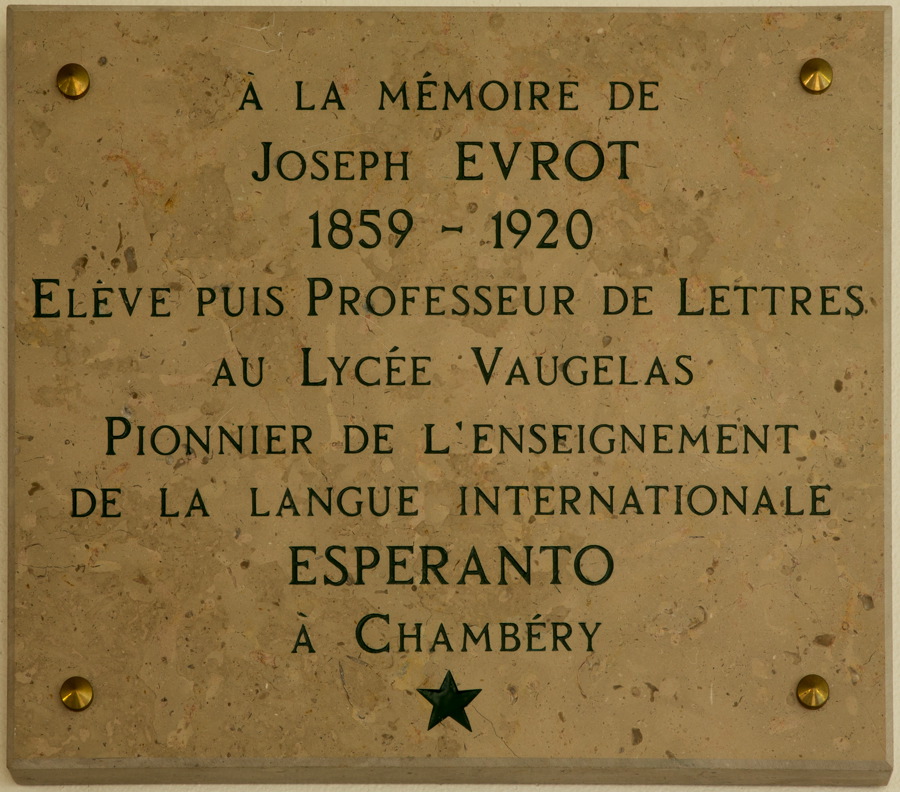 À LA MÉMOIRE DE
JOSEPH EVROT
1859 - 1920
ELÈVE PUIS PROFESSEUR DE LETTRES
AU LYCÉE VAUGELAS
PIONNIER DE L'ENSEIGNEMENT
DE LA LANGUE INTERNATIONALE
ESPERANTO
À CHAMBÉRY